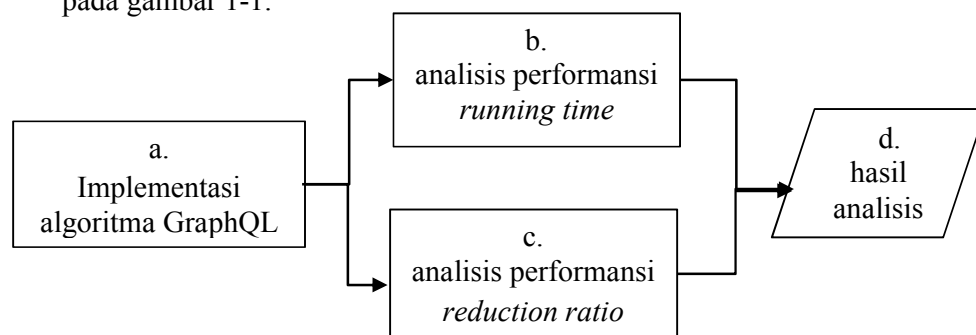 pada gambar 1-1.
a.
Implementasi
algoritma GraphQL
b.
analisis performansi
running time
c.
analisis performansi
reduction ratio
d.
hasil
analisis